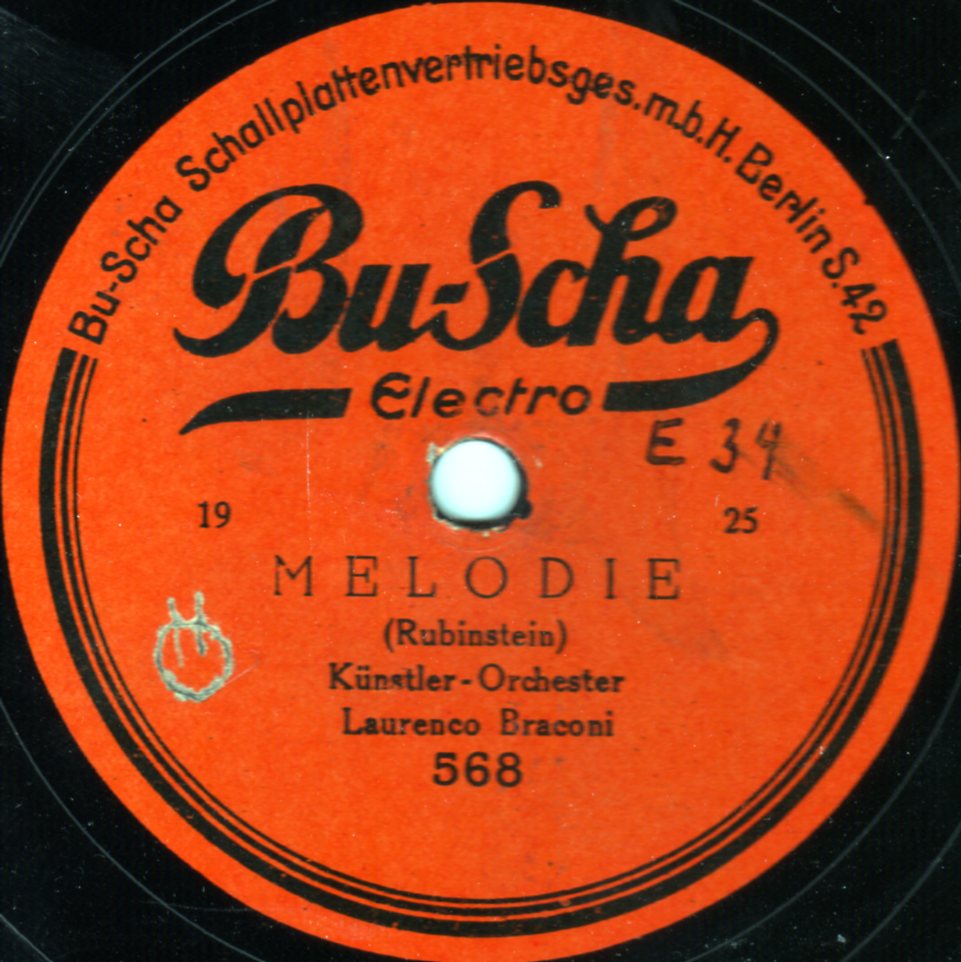 Bu-Scha Schallplattenvertriebsges.m.b.H. Berlin S.42
Bu-Scha
Electro
E 34
19 25
MELODIE
(Rubinstein)
Künstler-Orchester
Laurenco Braconi
568